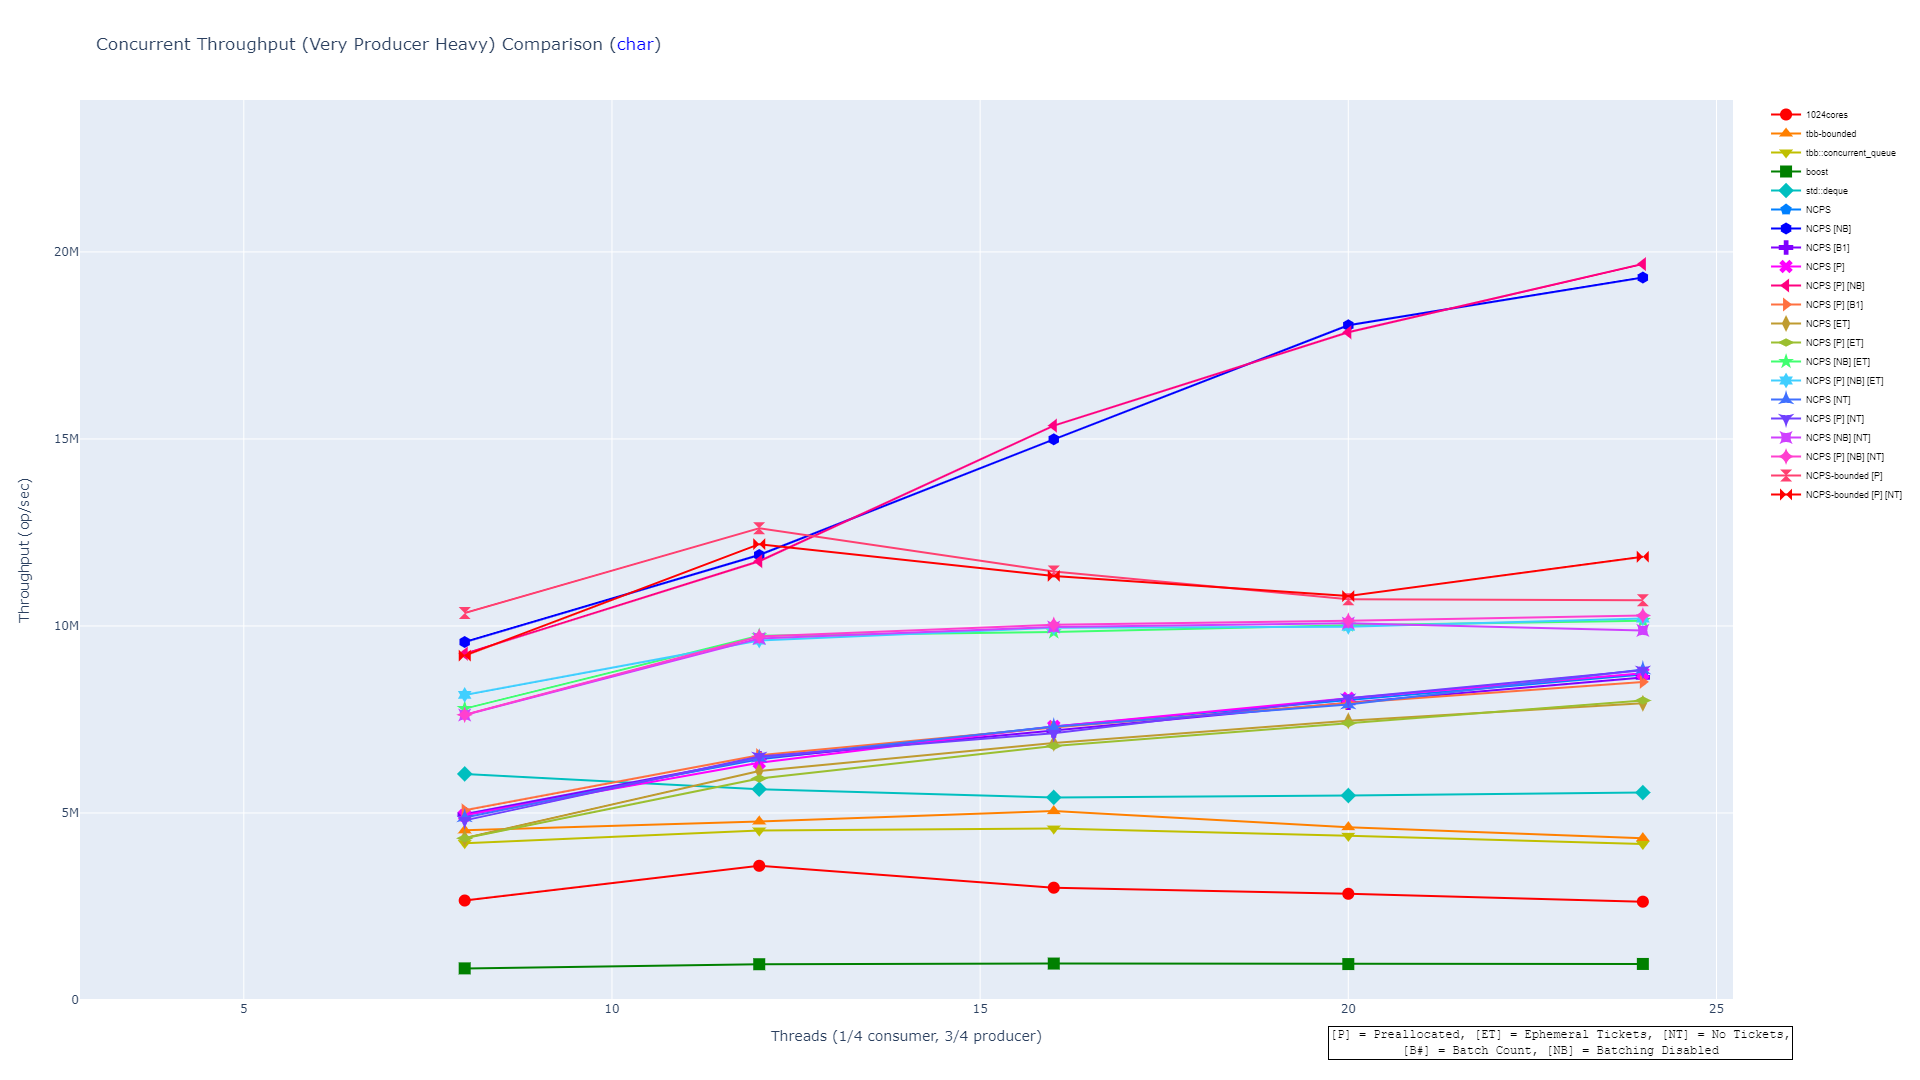 Concurrent Throughput (Very Producer Heavy) Comparison (char)
Throughput (op/sec)
20M
15M
10M
5M
0
5
10
15
20
25
Threads (1/4 consumer, 3/4 producer)
1024cores
tbb-bounded
tbb::concurrent_queue
boost
std::deque
NCPS
NCPS [NB]
NCPS [B1]
NCPS [P]
NCPS [P] [NB]
NCPS [P] [B1]
NCPS [ET]
NCPS [P] [ET]
NCPS [NB] [ET]
NCPS [P] [NB] [ET]
NCPS [NT]
NCPS [P] [NT]
NCPS [NB] [NT]
NCPS [P] [NB] [NT]
NCPS-bounded [P]
NCPS-bounded [P] [NT]
[P] = Preallocated, [ET] = Ephemeral Tickets, [NT] = No Tickets,
[B#] = Batch Count, [NB] = Batching Disabled